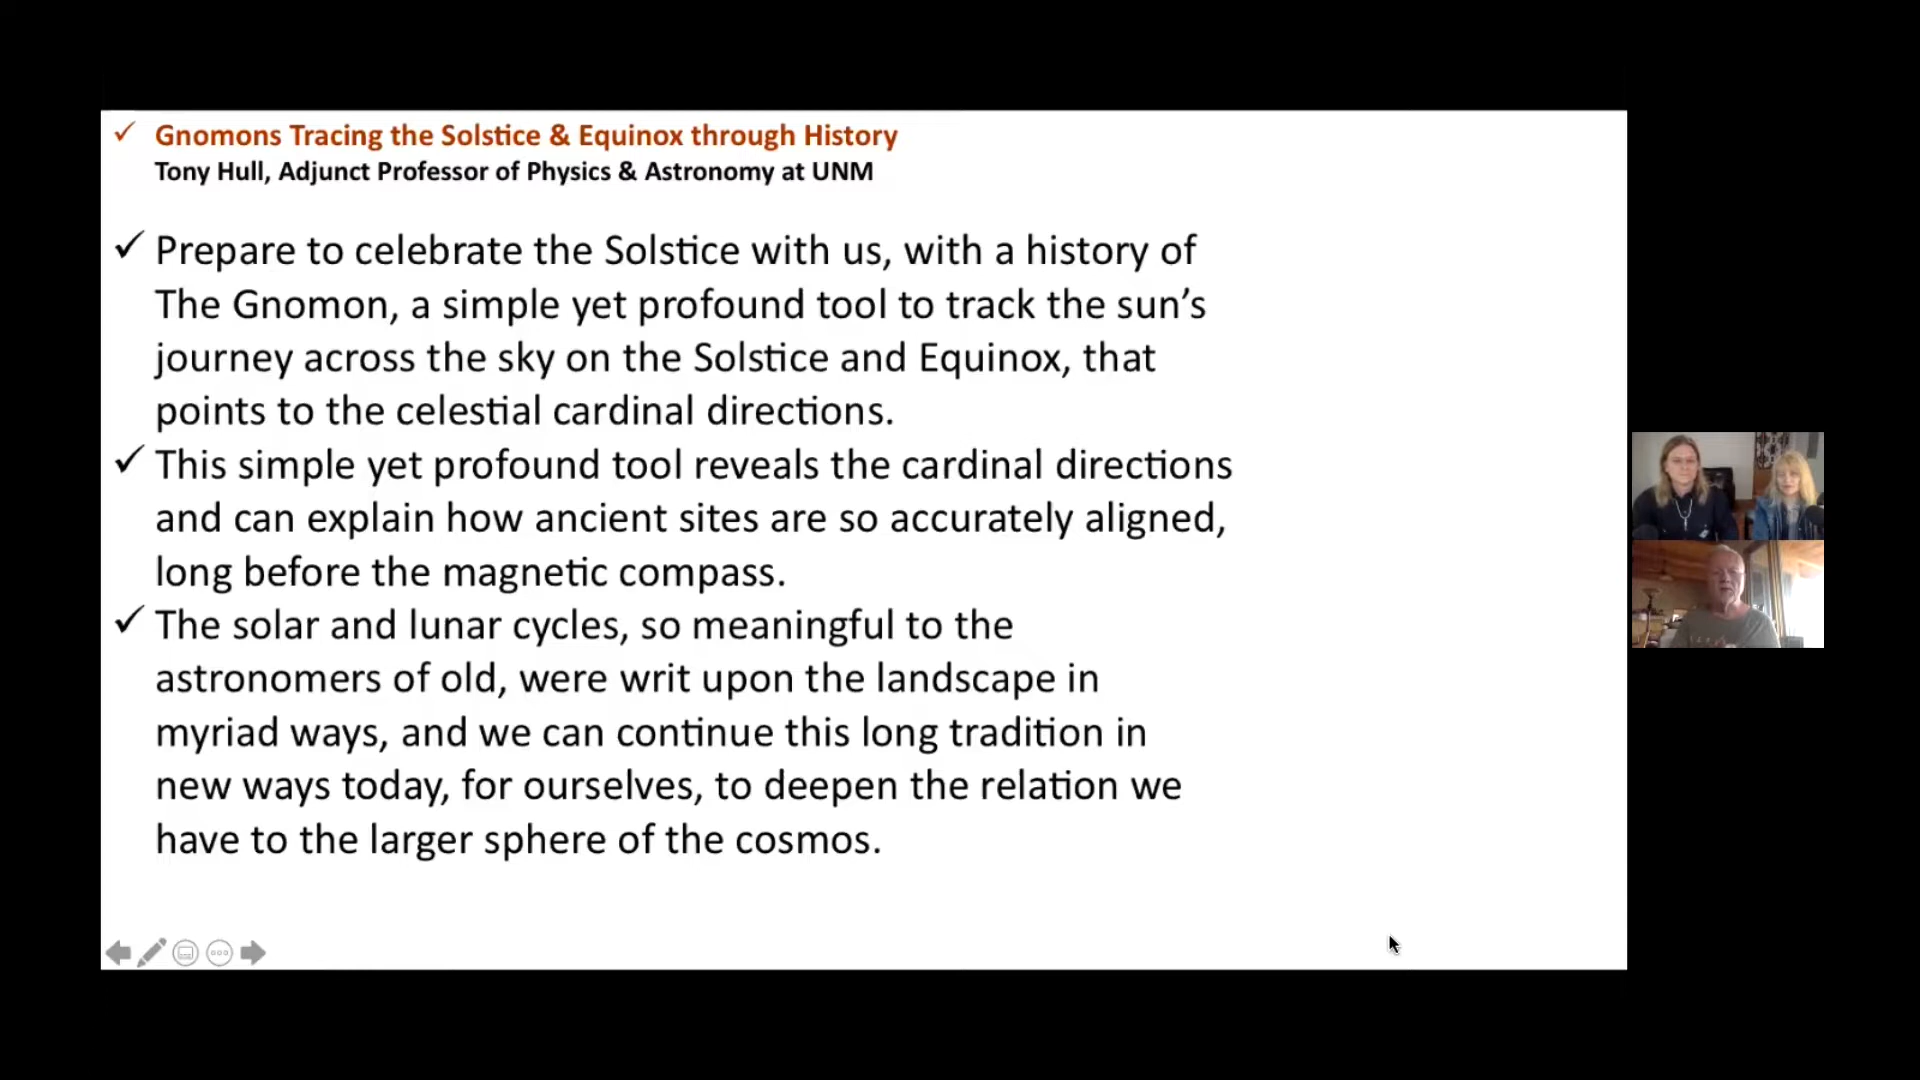 ✓ Gnomons Tracing the Solstice & Equinox through History
Tony Hull, Adjunct Professor of Physics & Astronomy at UNM
✓ Prepare to celebrate the Solstice with us, with a history of
The Gnomon, a simple yet profound tool to track the sun’s
journey across the sky on the Solstice and Equinox, that
points to the celestial cardinal directions.
✓ This simple yet profound tool reveals the cardinal directions
and can explain how ancient sites are so accurately aligned,
long before the magnetic compass.
✓ The solar and lunar cycles, so meaningful to the
astronomers of old, were writ upon the landscape in
myriad ways, and we can continue this long tradition in
new ways today, for ourselves, to deepen the relation we
have to the larger sphere of the cosmos.